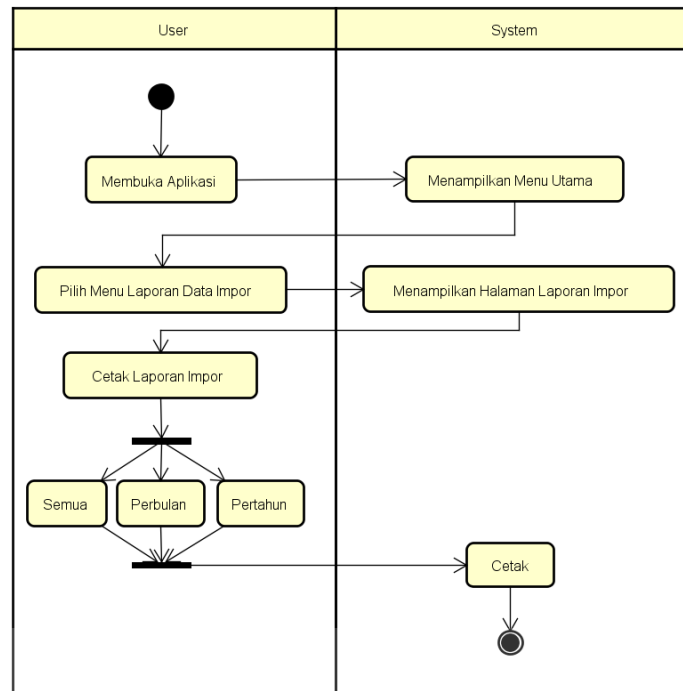 User
System
Membuka Aplikasi
Menampilkan Menu Utama
Pilih Menu Laporan Data Impor
Menampilkan Halaman Laporan Impor
Cetak Laporan Impor
Semua
Perbulan
Pertahun
Cetak